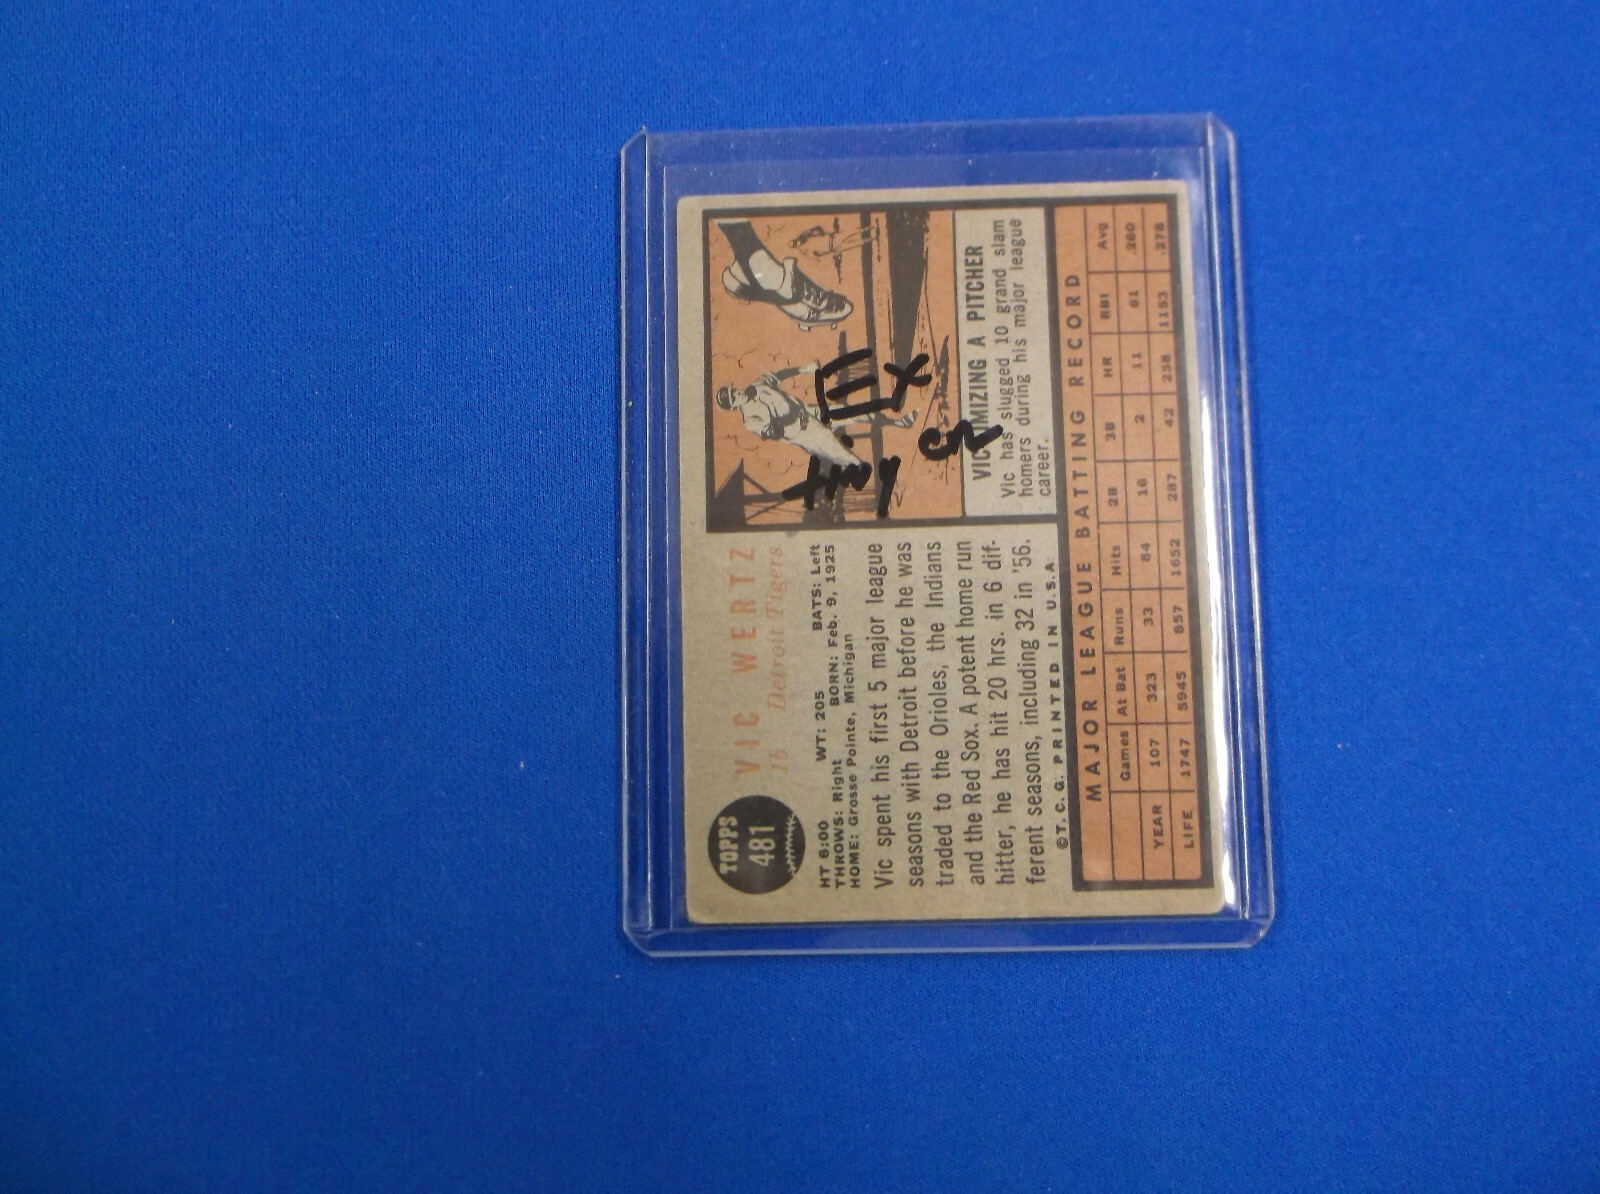 TOPPS
481
VIC WERTZ
1b Detroit Tigers
HT 6:00 WT: 205 BATS: Left
THROWS: Right BORN: Feb. 9, 1925
HOME: Grosse Pointe, Michigan
Vic spent his first 5 major league
seasons with Detroit before he was
traded to the Orioles, the Indians
and the Red Sox. A potent home run
hitter, he has hit 20 hrs. in 6 dif-
ferent seasons, including 32 in '56.
©T. C. G. PRINTED IN U.S.A.
VICTIMIZING A PITCHER
Vic has slugged 10 grand slam
homers during his major league
career.
MAJOR LEAGUE BATTING RECORD
Games At Bat Runs Hits 2B 3B HR RBI Avg
YEAR 107 323 33 84 16 2 11 61 .260
LIFE 1747 5945 857 1652 287 42 258 1153 .278